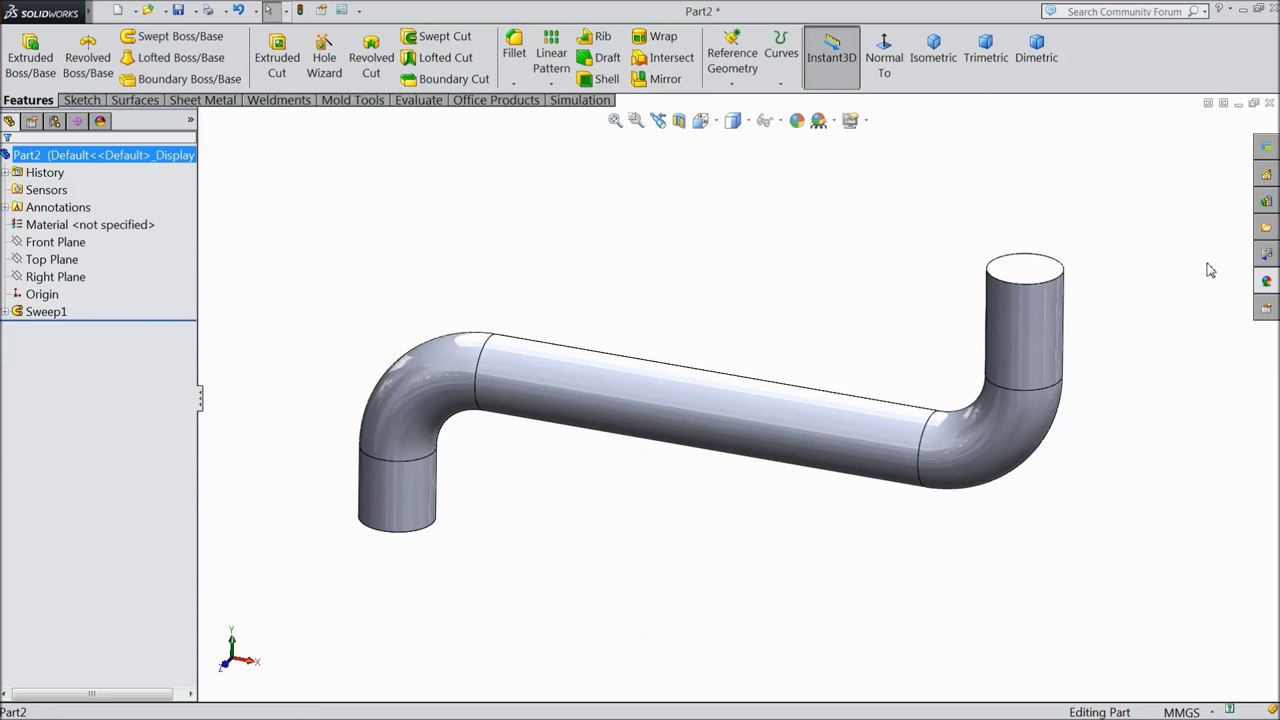 SOLIDWORKS
Part2 *
Search Community Forum
Extruded Boss/Base
Revolved Boss/Base
Swept Boss/Base
Lofted Boss/Base
Boundary Boss/Base
Extruded Cut
Hole Wizard
Revolved Cut
Swept Cut
Lofted Cut
Boundary Cut
Fillet
Linear Pattern
Rib
Draft
Shell
Wrap
Intersect
Mirror
Reference Geometry
Curves
Instant3D
Normal To
Isometric
Trimetric
Dimetric
Features
Sketch
Surfaces
Sheet Metal
Weldments
Mold Tools
Evaluate
Office Products
Simulation
Part2 (Default<<Default>_Display
History
Sensors
Annotations
Material <not specified>
Front Plane
Top Plane
Right Plane
Origin
Sweep1
Y
X
Z
Part2
Editing Part
MMGS